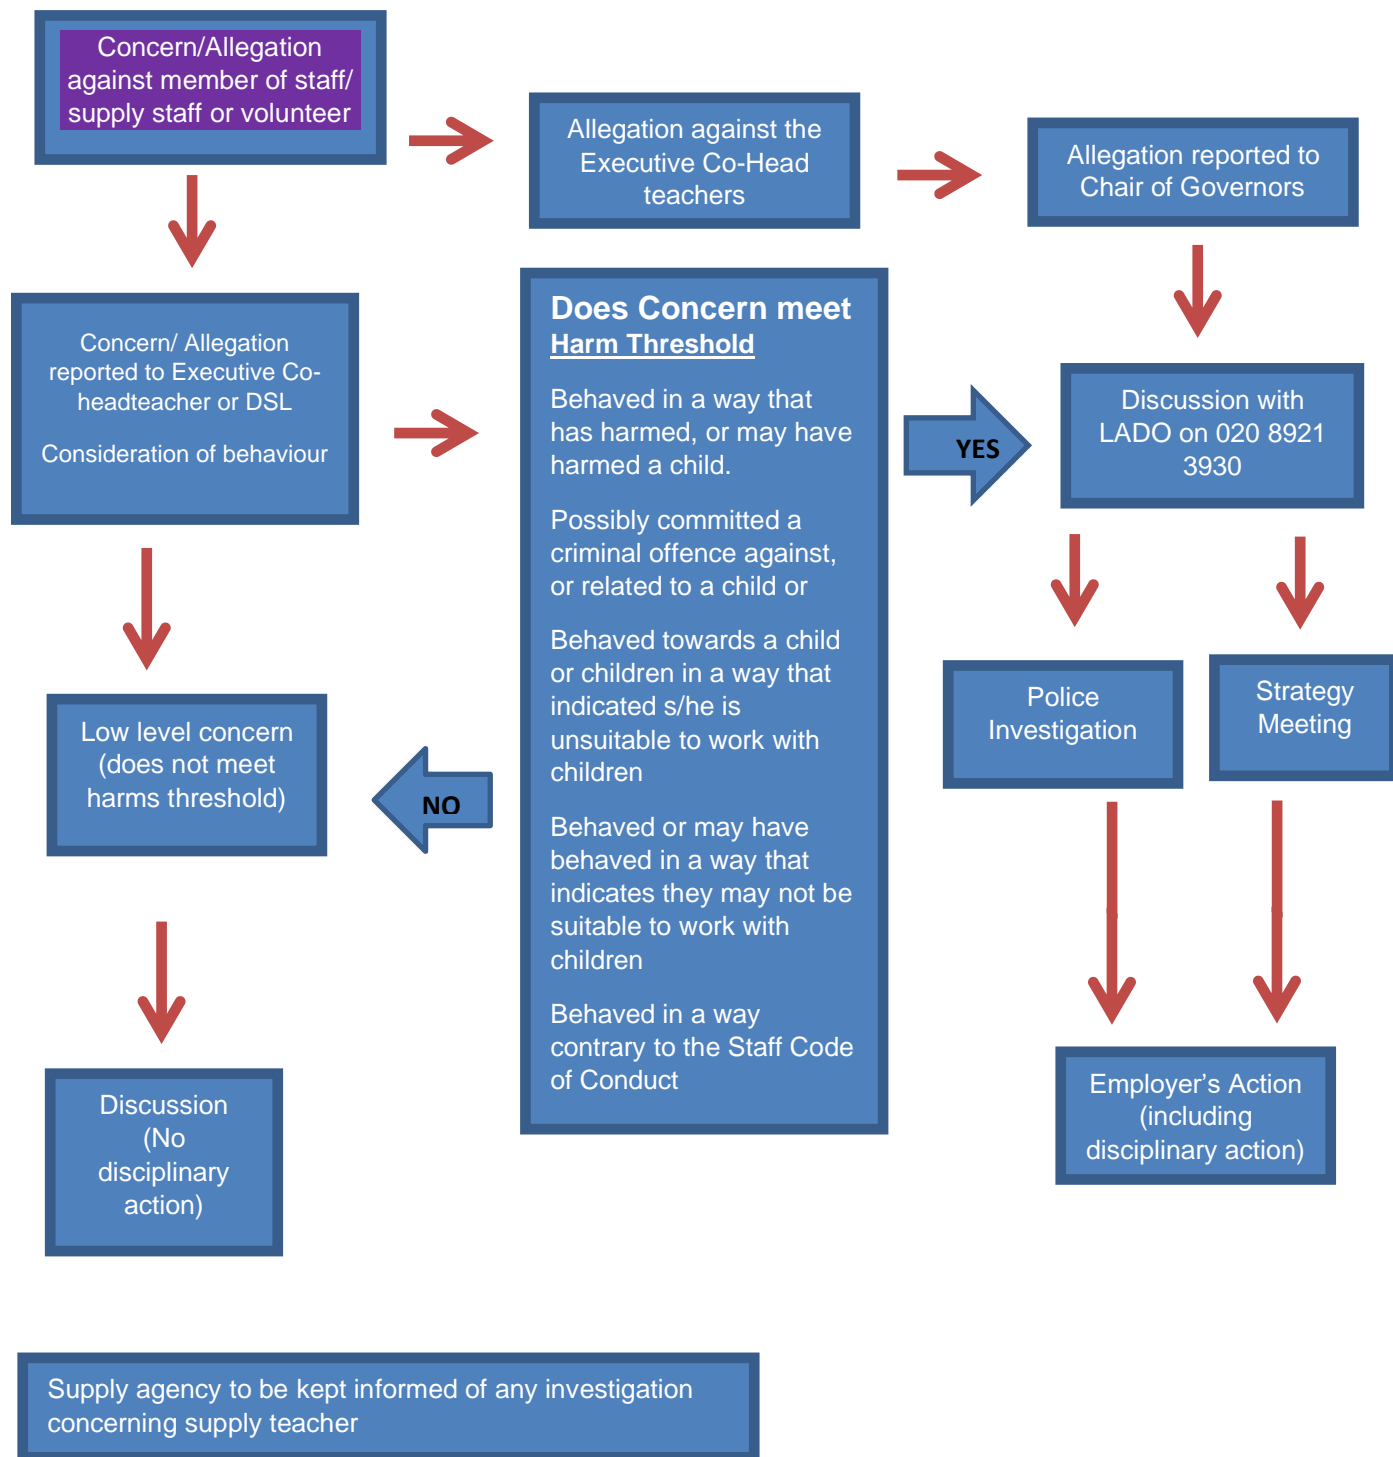 Concern/Allegation
against member of staff/
supply staff or volunteer
Allegation against the
Executive Co-Head
teachers
Allegation reported to
Chair of Governors
Concern/ Allegation
reported to Executive Co-
headteacher or DSL
Consideration of behaviour
Does Concern meet
Harm Threshold
Behaved in a way that
has harmed, or may have
harmed a child.
Possibly committed a
criminal offence against,
or related to a child or
Behaved towards a child
or children in a way that
indicated s/he is
unsuitable to work with
children
Behaved or may have
behaved in a way that
indicates they may not be
suitable to work with
children
Behaved in a way
contrary to the Staff Code
of Conduct
YES
Discussion with
LADO on 020 8921
3930
Police
Investigation
Strategy
Meeting
NO
Low level concern
(does not meet
harms threshold)
Discussion
(No
disciplinary
action)
Employer’s Action
(including
disciplinary action)
Supply agency to be kept informed of any investigation
concerning supply teacher